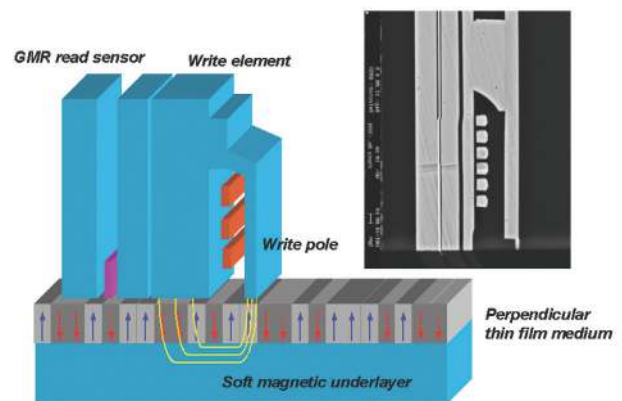 GMR read sensor
Write element
Write pole
Perpendicular
thin film medium
Soft magnetic underlayer